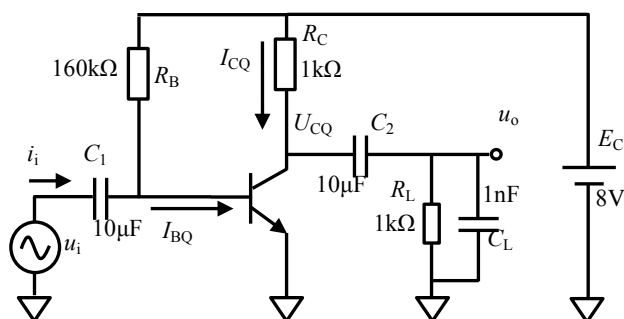 R_C
I_CQ
1kΩ
160kΩ
R_B
U_CQ
C_2
u_o
E_C
8V
i_i
C_1
10μF
10μF
I_BQ
u_i
R_L
1kΩ
1nF
C_L